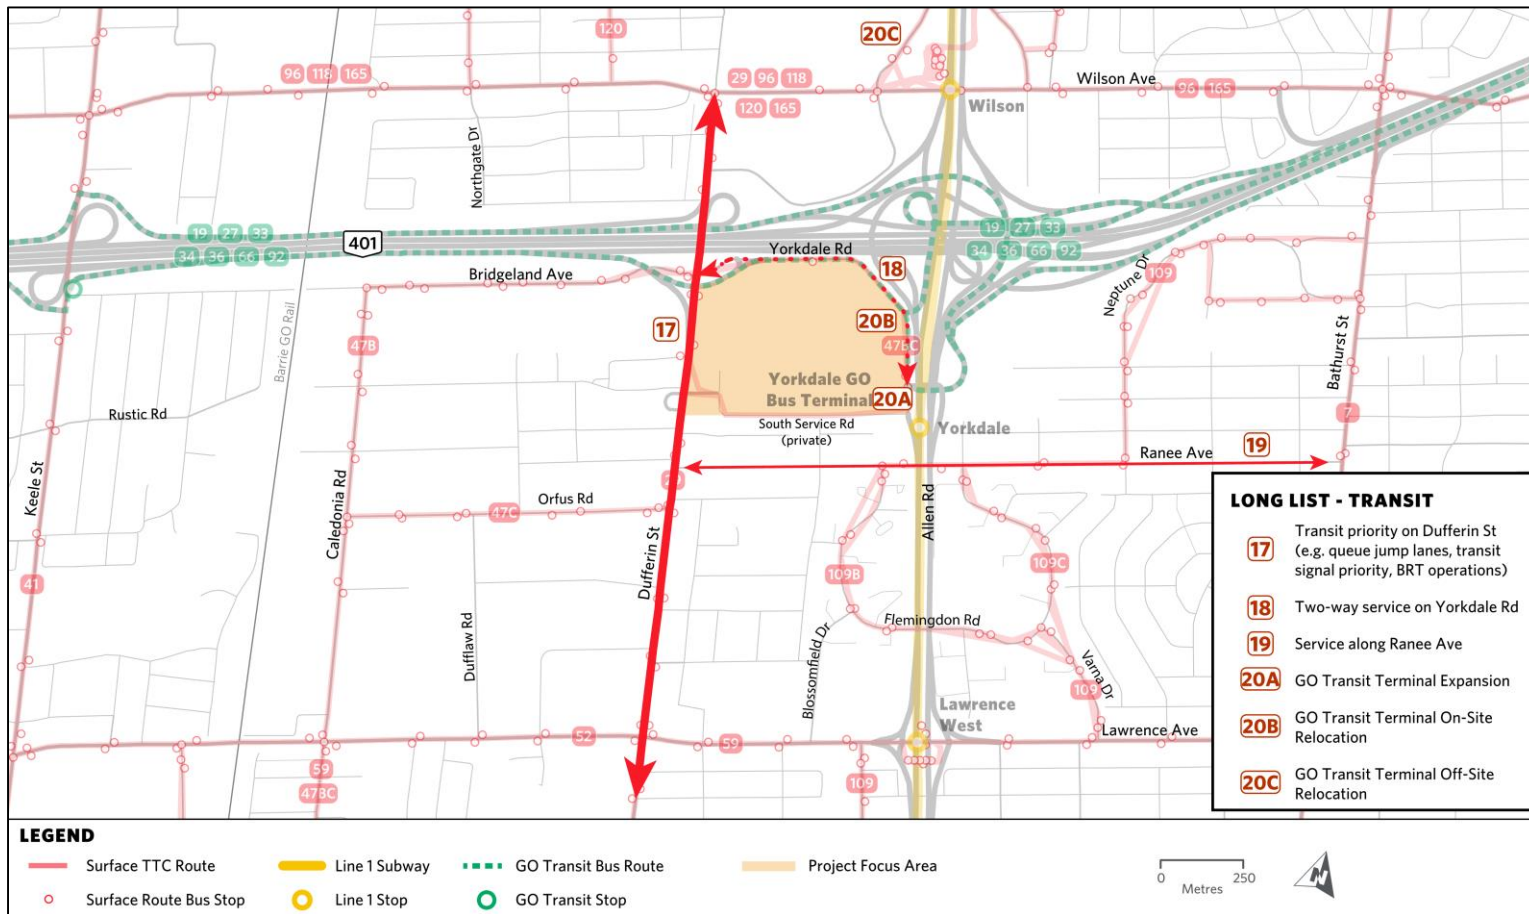 120
20C
96 118 165
29 96 118
120 165
Wilson Ave
96 165
Wilson
Northgate Dr
19 27 33
34 36 66 92
401
Yorkdale Rd
18
19 27 33
34 36 66 92
Neptune Dr
109
Bridgeland Ave
Barrie GO Rail
17
20B
47B
47BC
Bathurst St
Yorkdale GO
Bus Terminal
20A
South Service Rd
(private)
Yorkdale
Rustic Rd
7
Ranee Ave
19
Keele St
Caledonia Rd
Orfus Rd
47C
Allen Rd
Dufferin St
41
109B
109C
Flemingdon Rd
Dufflaw Rd
Blossomfield Dr
Varna Dr
109
Lawrence
West
Lawrence Ave
52
59
59
47BC
109
LONG LIST - TRANSIT
17
Transit priority on Dufferin St
(e.g. queue jump lanes, transit
signal priority, BRT operations)
18
Two-way service on Yorkdale Rd
19
Service along Ranee Ave
20A
GO Transit Terminal Expansion
20B
GO Transit Terminal On-Site
Relocation
20C
GO Transit Terminal Off-Site
Relocation
LEGEND
Surface TTC Route
Line 1 Subway
GO Transit Bus Route
Project Focus Area
Surface Route Bus Stop
Line 1 Stop
GO Transit Stop
0 250
Metres
N